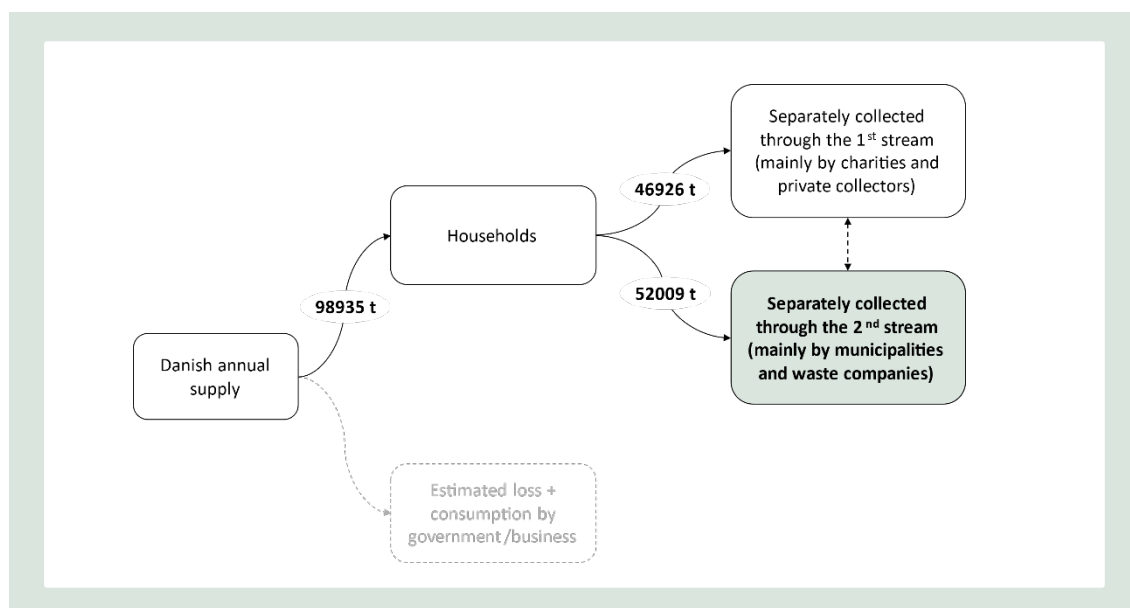 Separately collected
through the 1st stream
(mainly by charities and
private collectors)
46926 t
Households
52009 t
98935 t
Separately collected
through the 2nd stream
(mainly by municipalities
and waste companies)
Danish annual
supply
Estimated loss +
consumption by
government/business